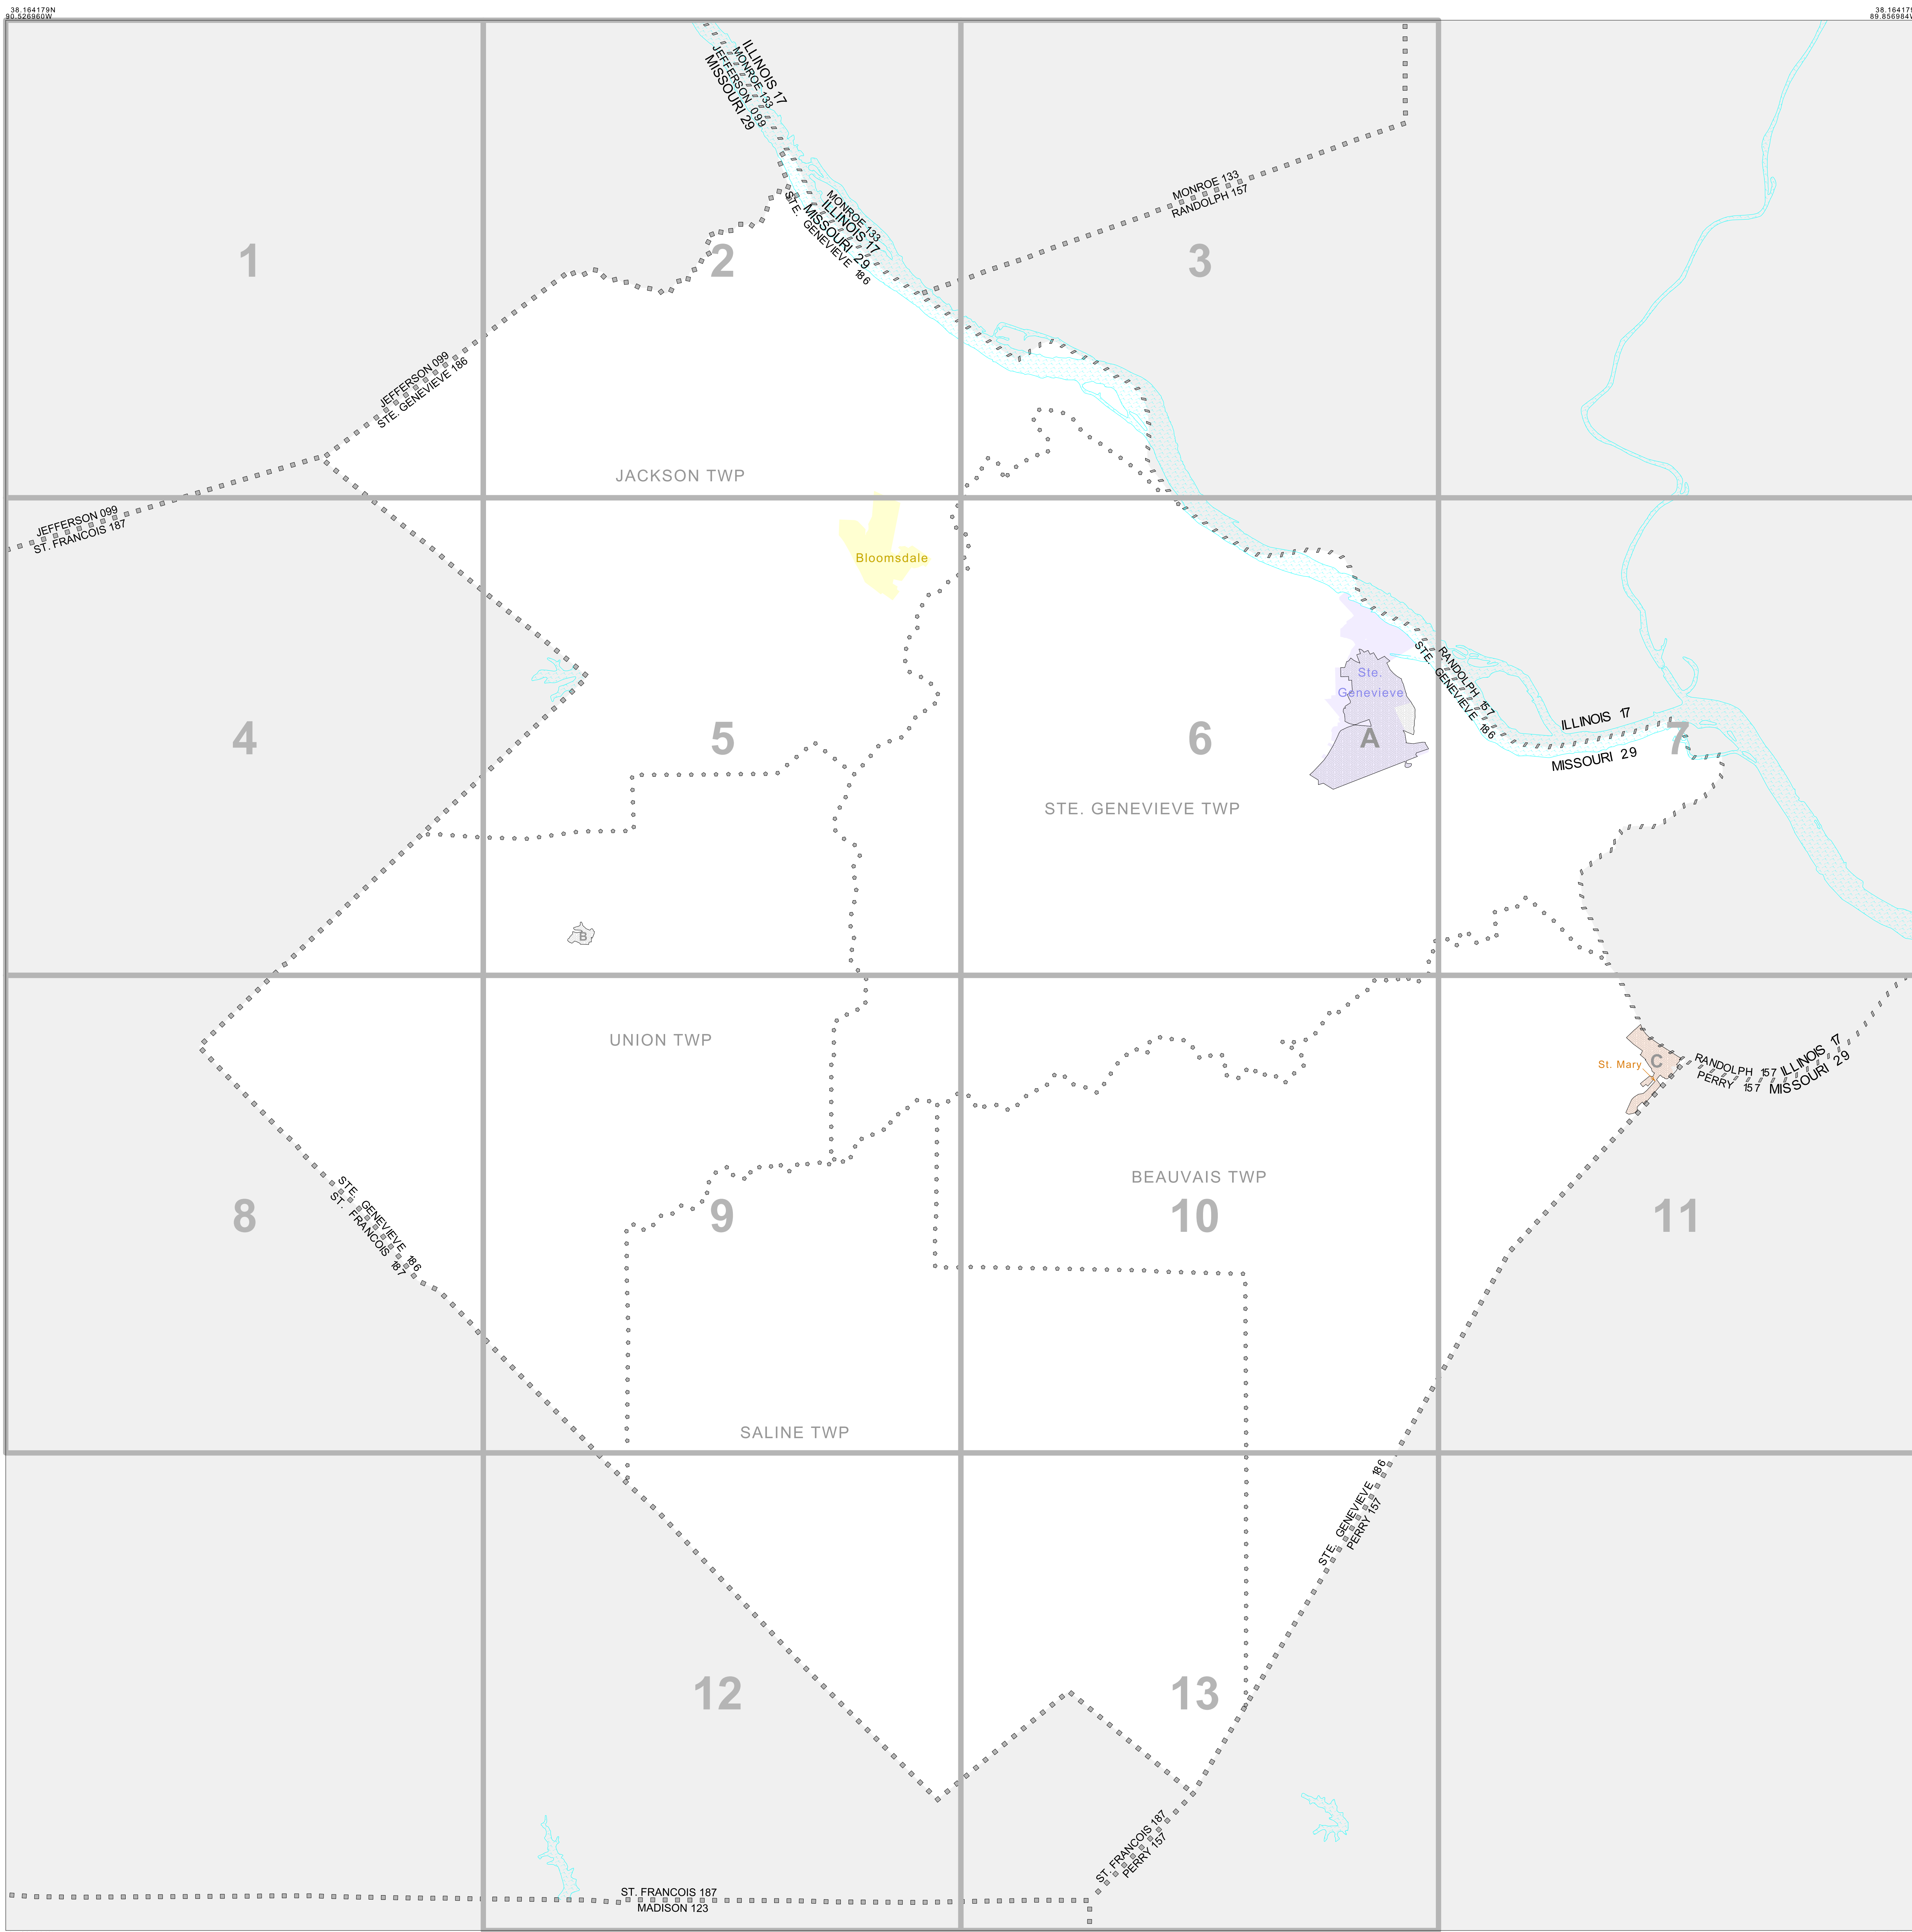 38.164179N
90.526960W
38.164179
89.856984W
ILLINOIS 17
MONROE 133
JEFFERSON 099
MISSOURI 29
MONROE 133
RANDOLPH 157
MONROE 133
ILLINOIS 17
MISSOURI 29
STE. GENEVIEVE 186
1
2
3
JEFFERSON 099
STE. GENEVIEVE 186
JACKSON TWP
JEFFERSON 099
ST. FRANCOIS 187
Bloomsdale
Ste.
Genevieve
RANDOLPH 157
STE. GENEVIEVE 186
ILLINOIS 17
MISSOURI 29
4
5
6
A
7
STE. GENEVIEVE TWP
B
UNION TWP
St. Mary
C
RANDOLPH 157
PERRY 157
ILLINOIS 17
MISSOURI 29
BEAUVAIS TWP
STE. GENEVIEVE 186
ST. FRANCOIS 187
8
9
10
11
SALINE TWP
STE. GENEVIEVE 186
PERRY 157
12
13
ST. FRANCOIS 187
PERRY 157
ST. FRANCOIS 187
MADISON 123